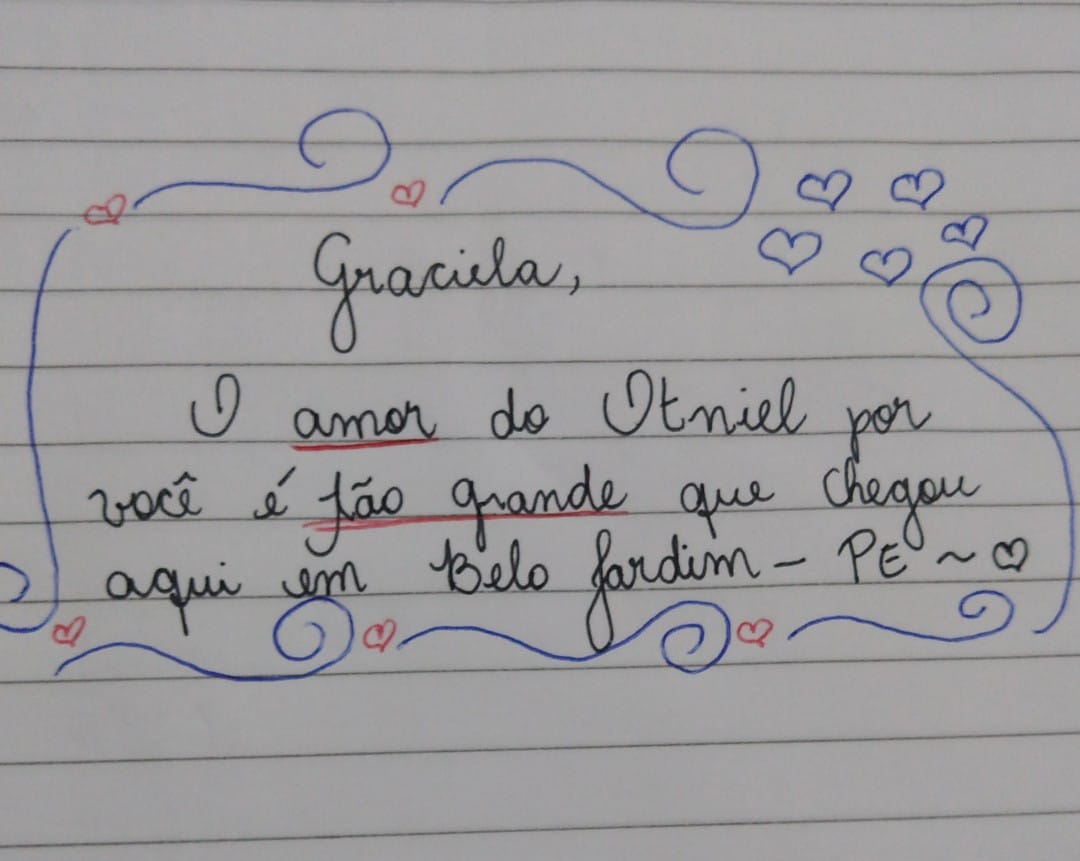 Graciela,
O amor do Otniel por
você é tão grande que chegou
aqui em Belo Jardim - PE ~ ♡